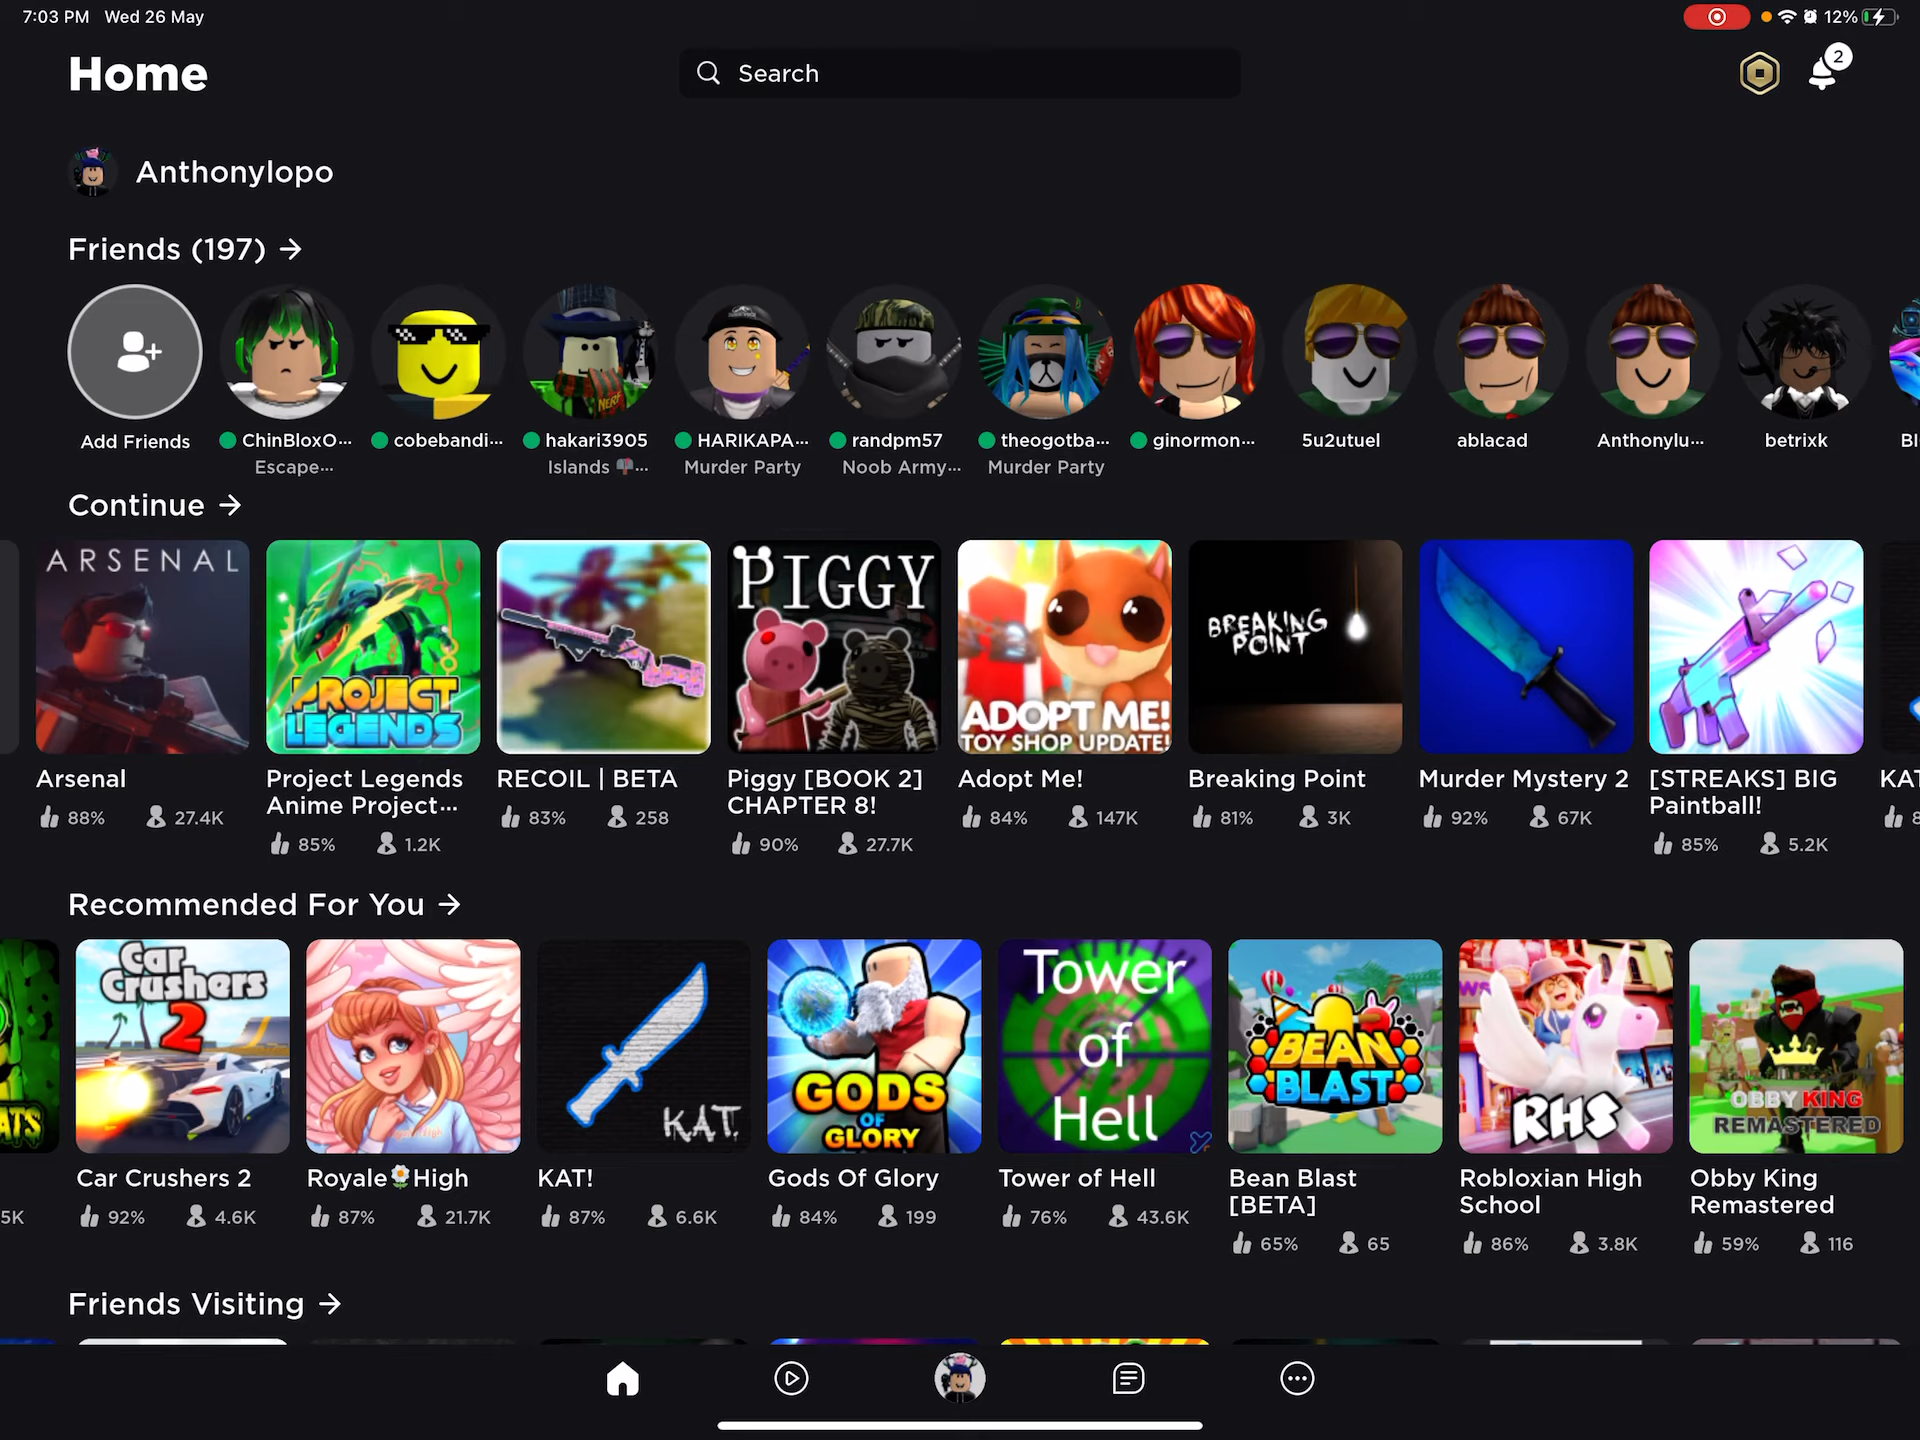 7:03 PM Wed 26 May
12%
Home
Search
2
Anthonylopo
Friends (197) →
Add Friends
ChinBloxO...
cobebandi...
hakari3905
HARIKAPA...
randpm57
theogotba...
ginormon...
5u2utuel
ablacad
Anthonylu...
betrixk
Bl
Escape...
Islands 📬...
Murder Party
Noob Army...
Murder Party
Continue →
ARSENAL
PROJECT
LEGENDS
PIGGY
ADOPT ME!
TOY SHOP UPDATE!
BREAKING
POINT
Arsenal
88% 27.4K
Project Legends
Anime Project...
85% 1.2K
RECOIL | BETA
83% 258
Piggy [BOOK 2]
CHAPTER 8!
90% 27.7K
Adopt Me!
84% 147K
Breaking Point
81% 3K
Murder Mystery 2
92% 67K
[STREAKS] BIG
Paintball!
85% 5.2K
KAT
8
Recommended For You →
ATS
Car
Crushers
2
KAT.
GODS
OF
GLORY
Tower
of
Hell
BEAN
BLAST
RHS
OBBY KING
REMASTERED
5K
Car Crushers 2
92% 4.6K
Royale🌼High
87% 21.7K
KAT!
87% 6.6K
Gods Of Glory
84% 199
Tower of Hell
76% 43.6K
Bean Blast
[BETA]
65% 65
Robloxian High
School
86% 3.8K
Obby King
Remastered
59% 116
Friends Visiting →